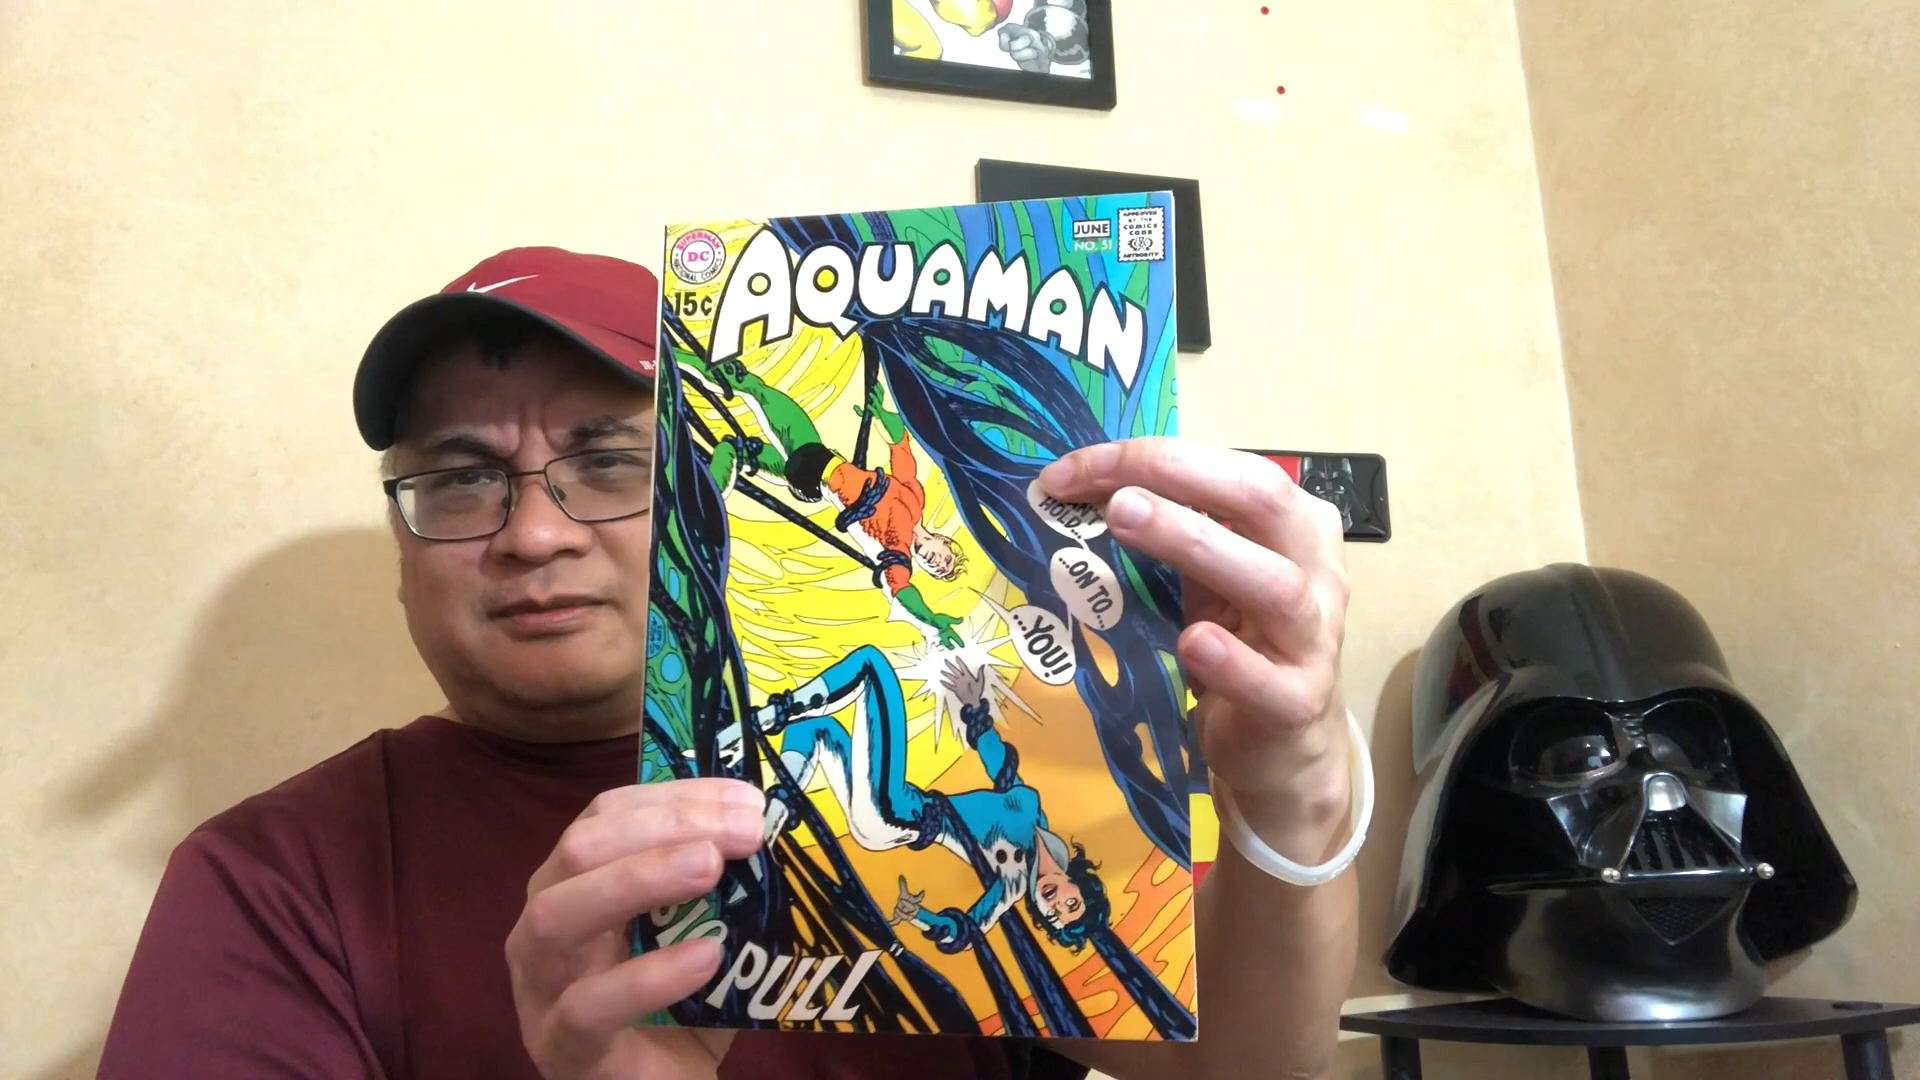 SUPERMAN
DC
NATIONAL COMICS
15¢
AQUAMAN
JUNE
NO. 51
APPROVED
BY THE
COMICS
CODE
AUTHORITY
HOLD...
...ON TO...
...YOU!
PULL"